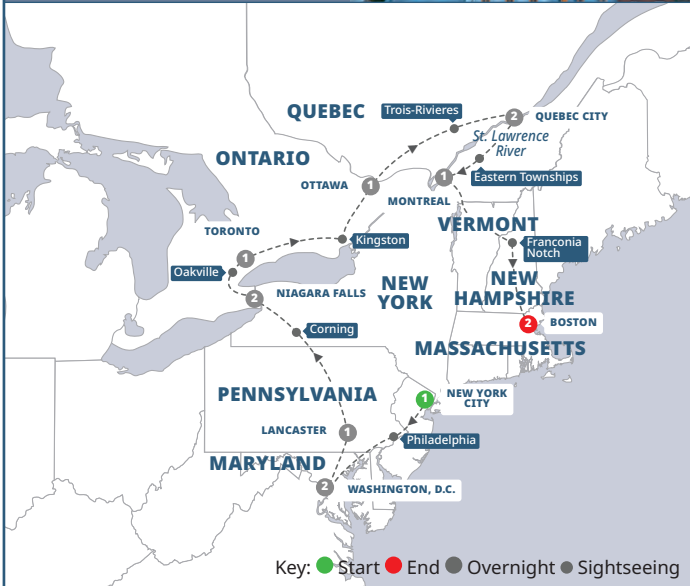 Trois-Rivieres
QUEBEC
2
QUEBEC CITY
St. Lawrence
River
ONTARIO
OTTAWA
1
1
Eastern Townships
MONTREAL
VERMONT
TORONTO
Kingston
Franconia
Notch
1
Oakville
NEW
YORK
NEW
HAMPSHIRE
2
NIAGARA FALLS
Corning
2
BOSTON
MASSACHUSETTS
PENNSYLVANIA
1
NEW YORK
CITY
LANCASTER
1
Philadelphia
MARYLAND
2
WASHINGTON, D.C.
Key: Start End Overnight Sightseeing